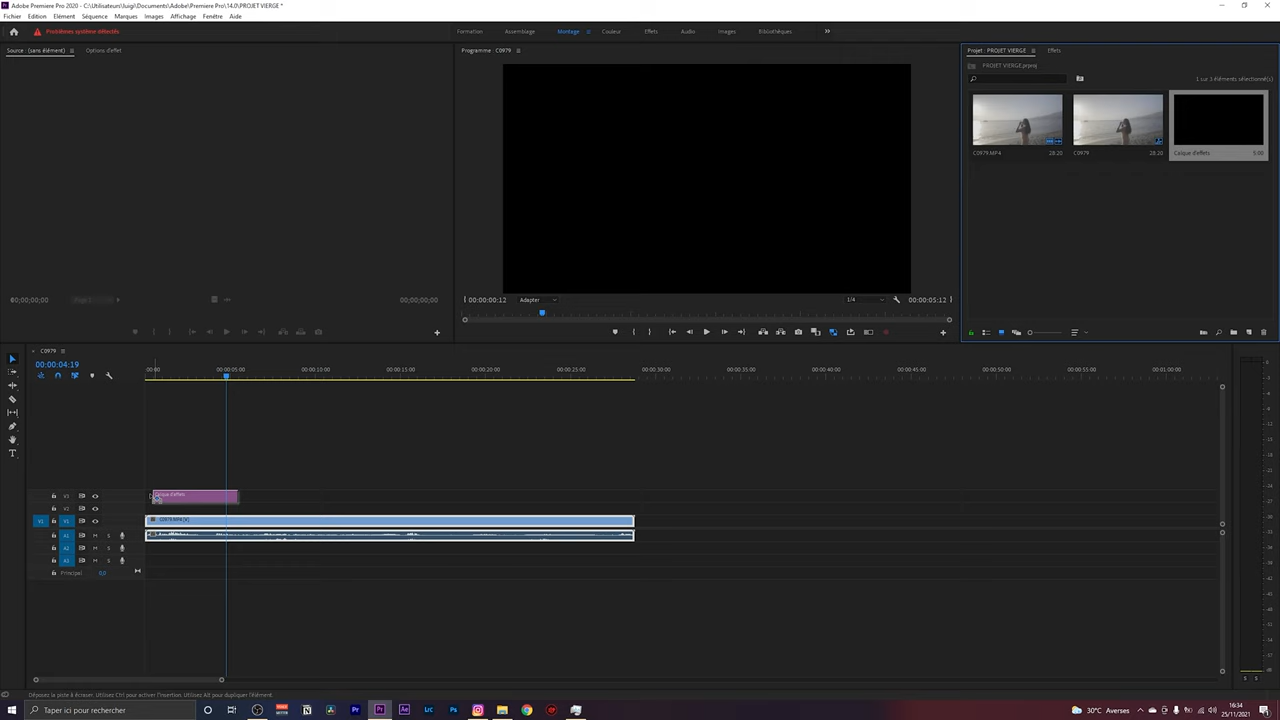 Adobe Premiere Pro 2020 - C:\Utilisateurs\luigi\Documents\Adobe\Premiere Pro\14.0\PROJET VIERGE *
Fichier Edition Elément Séquence Marques Images Affichage Fenêtre Aide
Problèmes système détectés
Formation Assemblage Montage Couleur Effets Audio Images Bibliothèques
Source : (sans élément) Options d'effet
Programme : C0979
Projet : PROJET VIERGE Effets
PROJET VIERGE.prproj
1 sur 3 éléments sélectionné(s)
C0979.MP4 28:20
C0979 28:20
Calque d'effets 5:00
00;00;00;00
00;00;00;00
00:00:00:12 Adapter 1/4 00:00:05:12
C0979
00:00:04:19
00:00 00:00:05:00 00:00:10:00 00:00:15:00 00:00:20:00 00:00:25:00 00:00:30:00 00:00:35:00 00:00:40:00 00:00:45:00 00:00:50:00 00:00:55:00 00:01:00:00
V3 Calque d'effets
V2
V1 V1 C0979.MP4 [V]
A1 M S
A2 M S
A3 M S
Principal 0,0
S S
Déposez la piste à écraser. Utilisez Ctrl pour activer l'insertion. Utilisez Alt pour dupliquer l'élément.
Taper ici pour rechercher
30°C Averses
16:34
25/11/2021